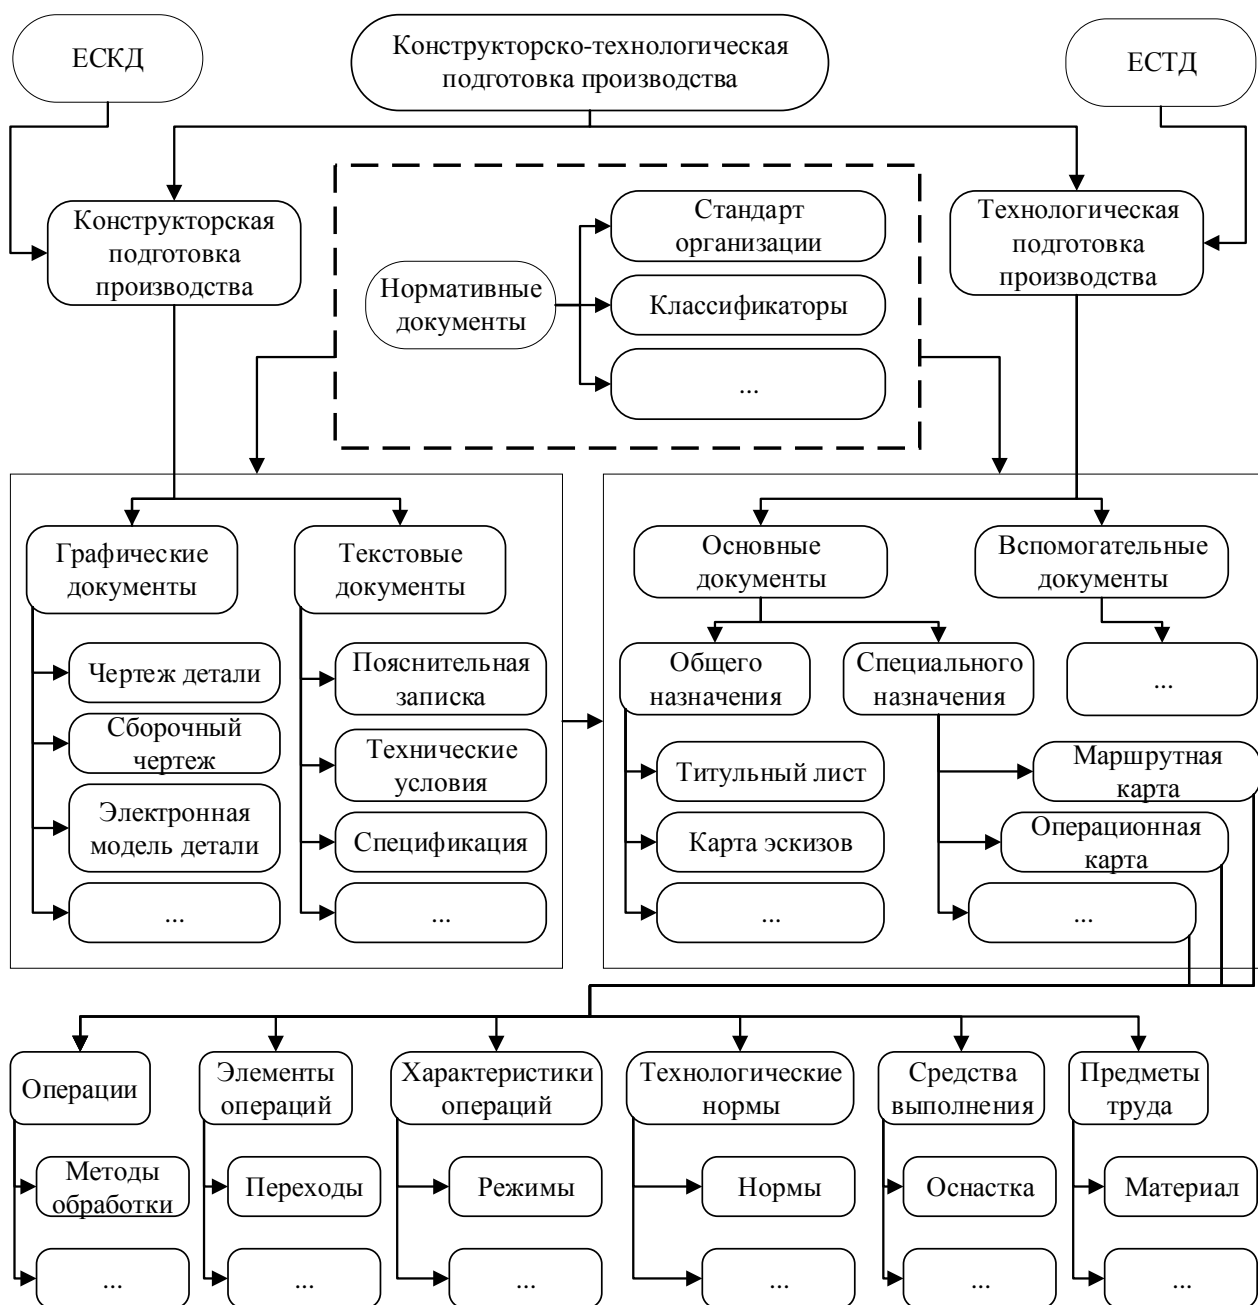 ЕСКД
Конструкторско-технологическая
подготовка производства
ЕСТД
Конструкторская
подготовка
производства
Нормативные
документы
Стандарт
организации
Классификаторы
...
Технологическая
подготовка
производства
Графические
документы
Чертеж детали
Сборочный
чертеж
Электронная
модель детали
...
Текстовые
документы
Пояснительная
записка
Технические
условия
Спецификация
...
Основные
документы
Вспомогательные
документы
Общего
назначения
Специального
назначения
...
Титульный лист
Карта эскизов
...
Маршрутная
карта
Операционная
карта
...
Операции
Методы
обработки
...
Элементы
операций
Переходы
...
Характеристики
операций
Режимы
...
Технологические
нормы
Нормы
...
Средства
выполнения
Оснастка
...
Предметы
труда
Материал
...